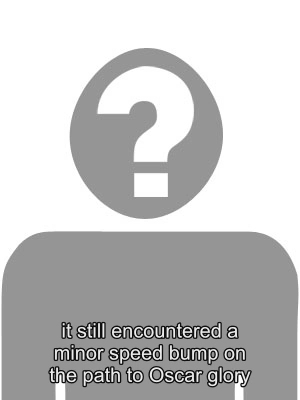 ?
it still encountered a
minor speed bump on
the path to Oscar glory